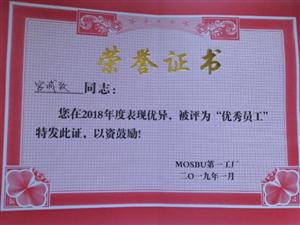 荣誉证书
同志：
您在2018年度表现优异，被评为“优秀员工”
特发此证，以资鼓励！
MOSBU第一工厂
二〇一九年一月